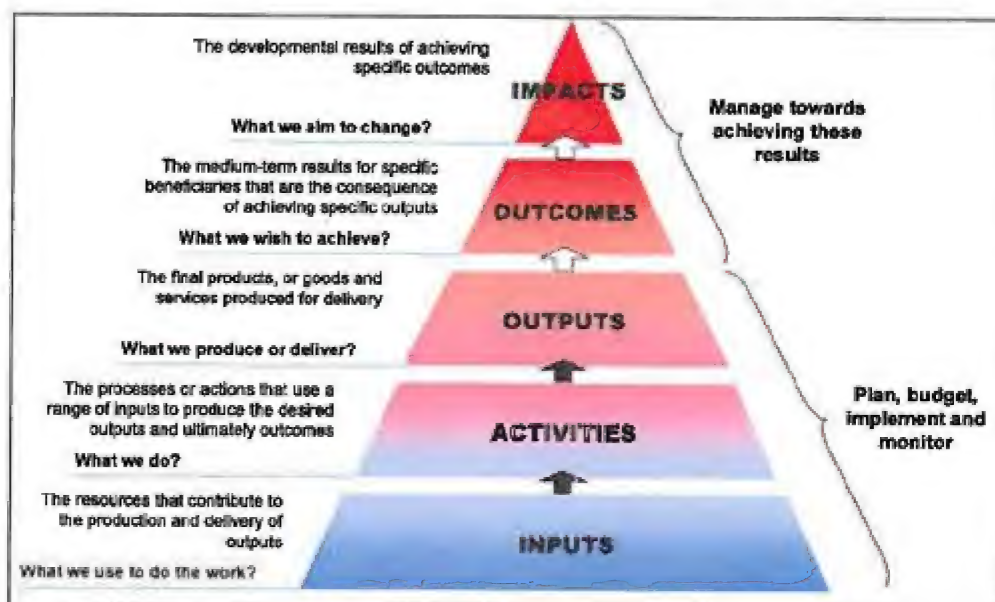 The developmental results of achieving
specific outcomes
IMPACTS
What we aim to change?
Manage towards
achieving these
results
The medium-term results for specific
beneficiaries that are the consequence
of achieving specific outputs
OUTCOMES
What we wish to achieve?
The final products, or goods and
services produced for delivery
OUTPUTS
What we produce or deliver?
The processes or actions that use a
range of inputs to produce the desired
outputs and ultimately outcomes
ACTIVITIES
What we do?
Plan, budget,
implement and
monitor
The resources that contribute to
the production and delivery of
outputs
INPUTS
What we use to do the work?